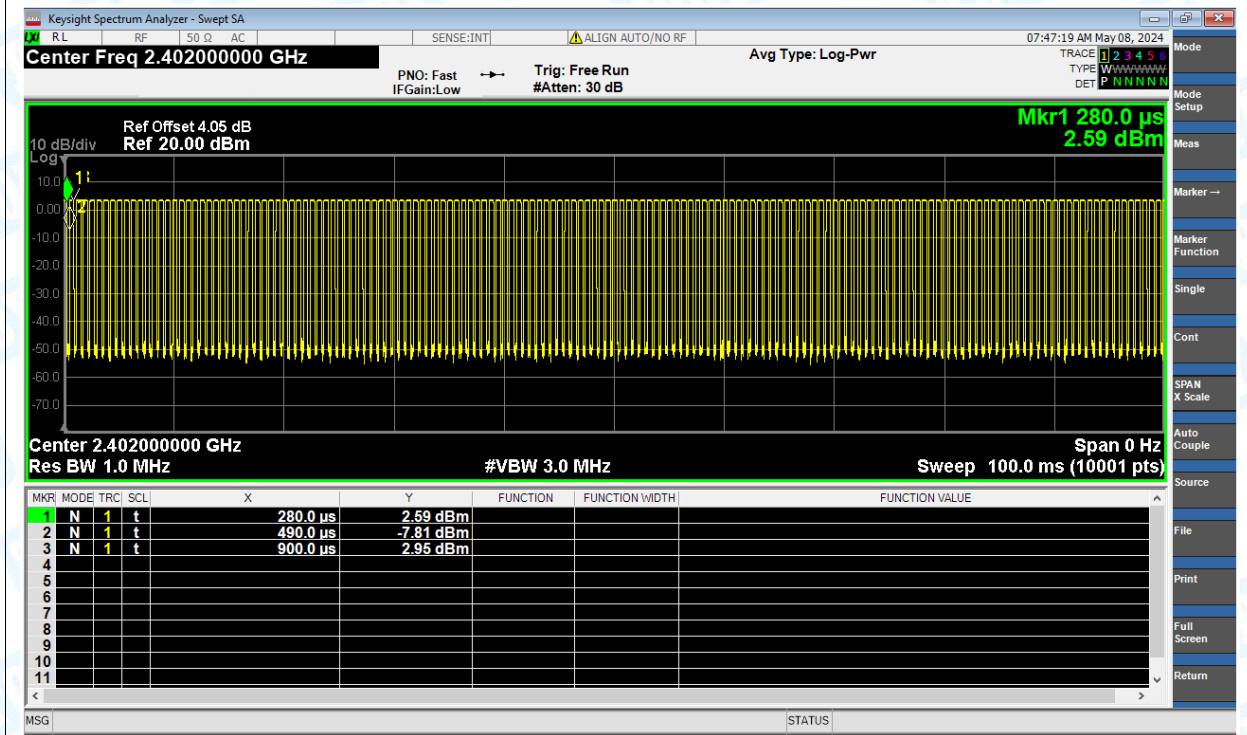 Keysight Spectrum Analyzer - Swept SA
LXI RL RF 50 Ω AC SENSE:INT ALIGN AUTO/NO RF 07:47:19 AM May 08, 2024
Center Freq 2.402000000 GHz
PNO: Fast
IFGain:Low
Trig: Free Run
#Atten: 30 dB
Avg Type: Log-Pwr
TRACE 1 2 3 4 5 6
TYPE WWWWWWW
DET P N N N N N
Ref Offset 4.05 dB
Ref 20.00 dBm
10 dB/div
Log
Mkr1 280.0 µs
2.59 dBm
10.0
0.00
-10.0
-20.0
-30.0
-40.0
-50.0
-60.0
-70.0
1
2
Center 2.402000000 GHz Span 0 Hz
Res BW 1.0 MHz #VBW 3.0 MHz Sweep 100.0 ms (10001 pts)
MKR MODE TRC SCL X Y FUNCTION FUNCTION WIDTH FUNCTION VALUE
1 N 1 t 280.0 µs 2.59 dBm
2 N 1 t 490.0 µs -7.81 dBm
3 N 1 t 900.0 µs 2.95 dBm
4
5
6
7
8
9
10
11
MSG STATUS
Mode
Mode Setup
Meas
Marker →
Marker Function
Single
Cont
SPAN X Scale
Auto Couple
Source
File
Print
Full Screen
Return